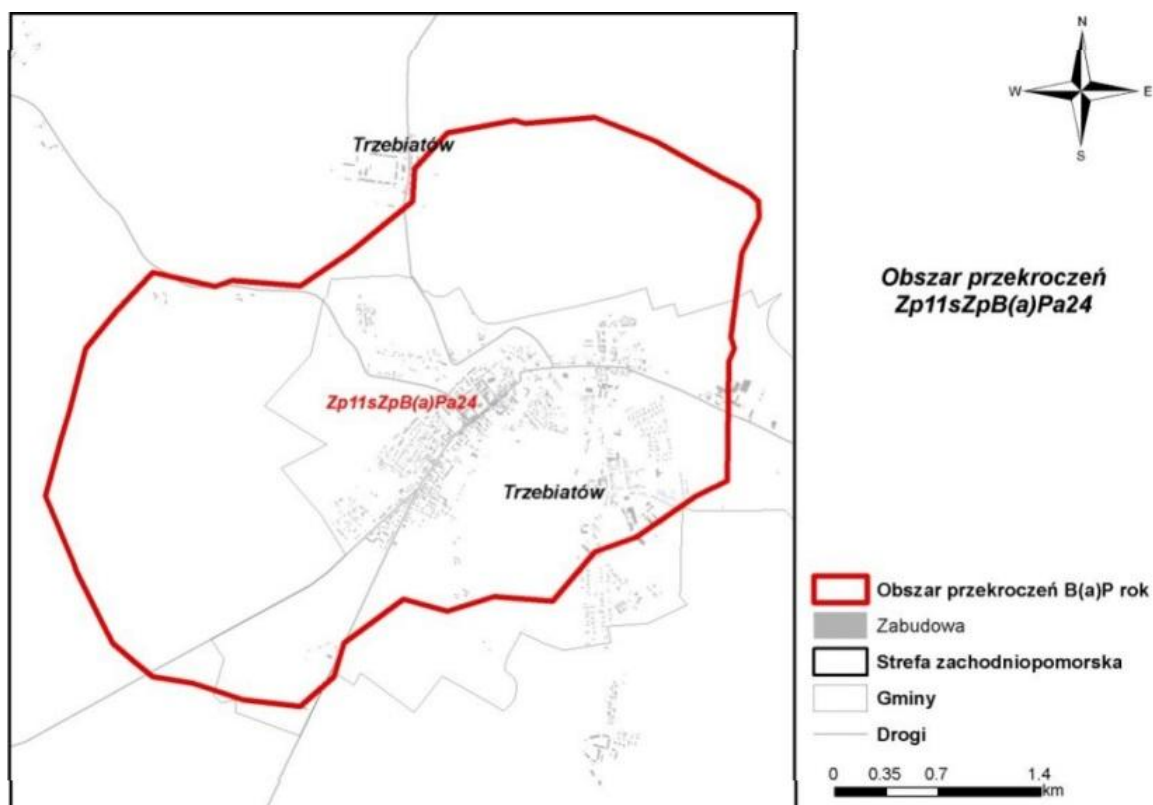 N
W
E
S
Trzebiatów
Obszar przekroczeń
Zp11sZpB(a)Pa24
Zp11sZpB(a)Pa24
Trzebiatów
Obszar przekroczeń B(a)P rok
Zabudowa
Strefa zachodniopomorska
Gminy
Drogi
0 0.35 0.7 1.4
km